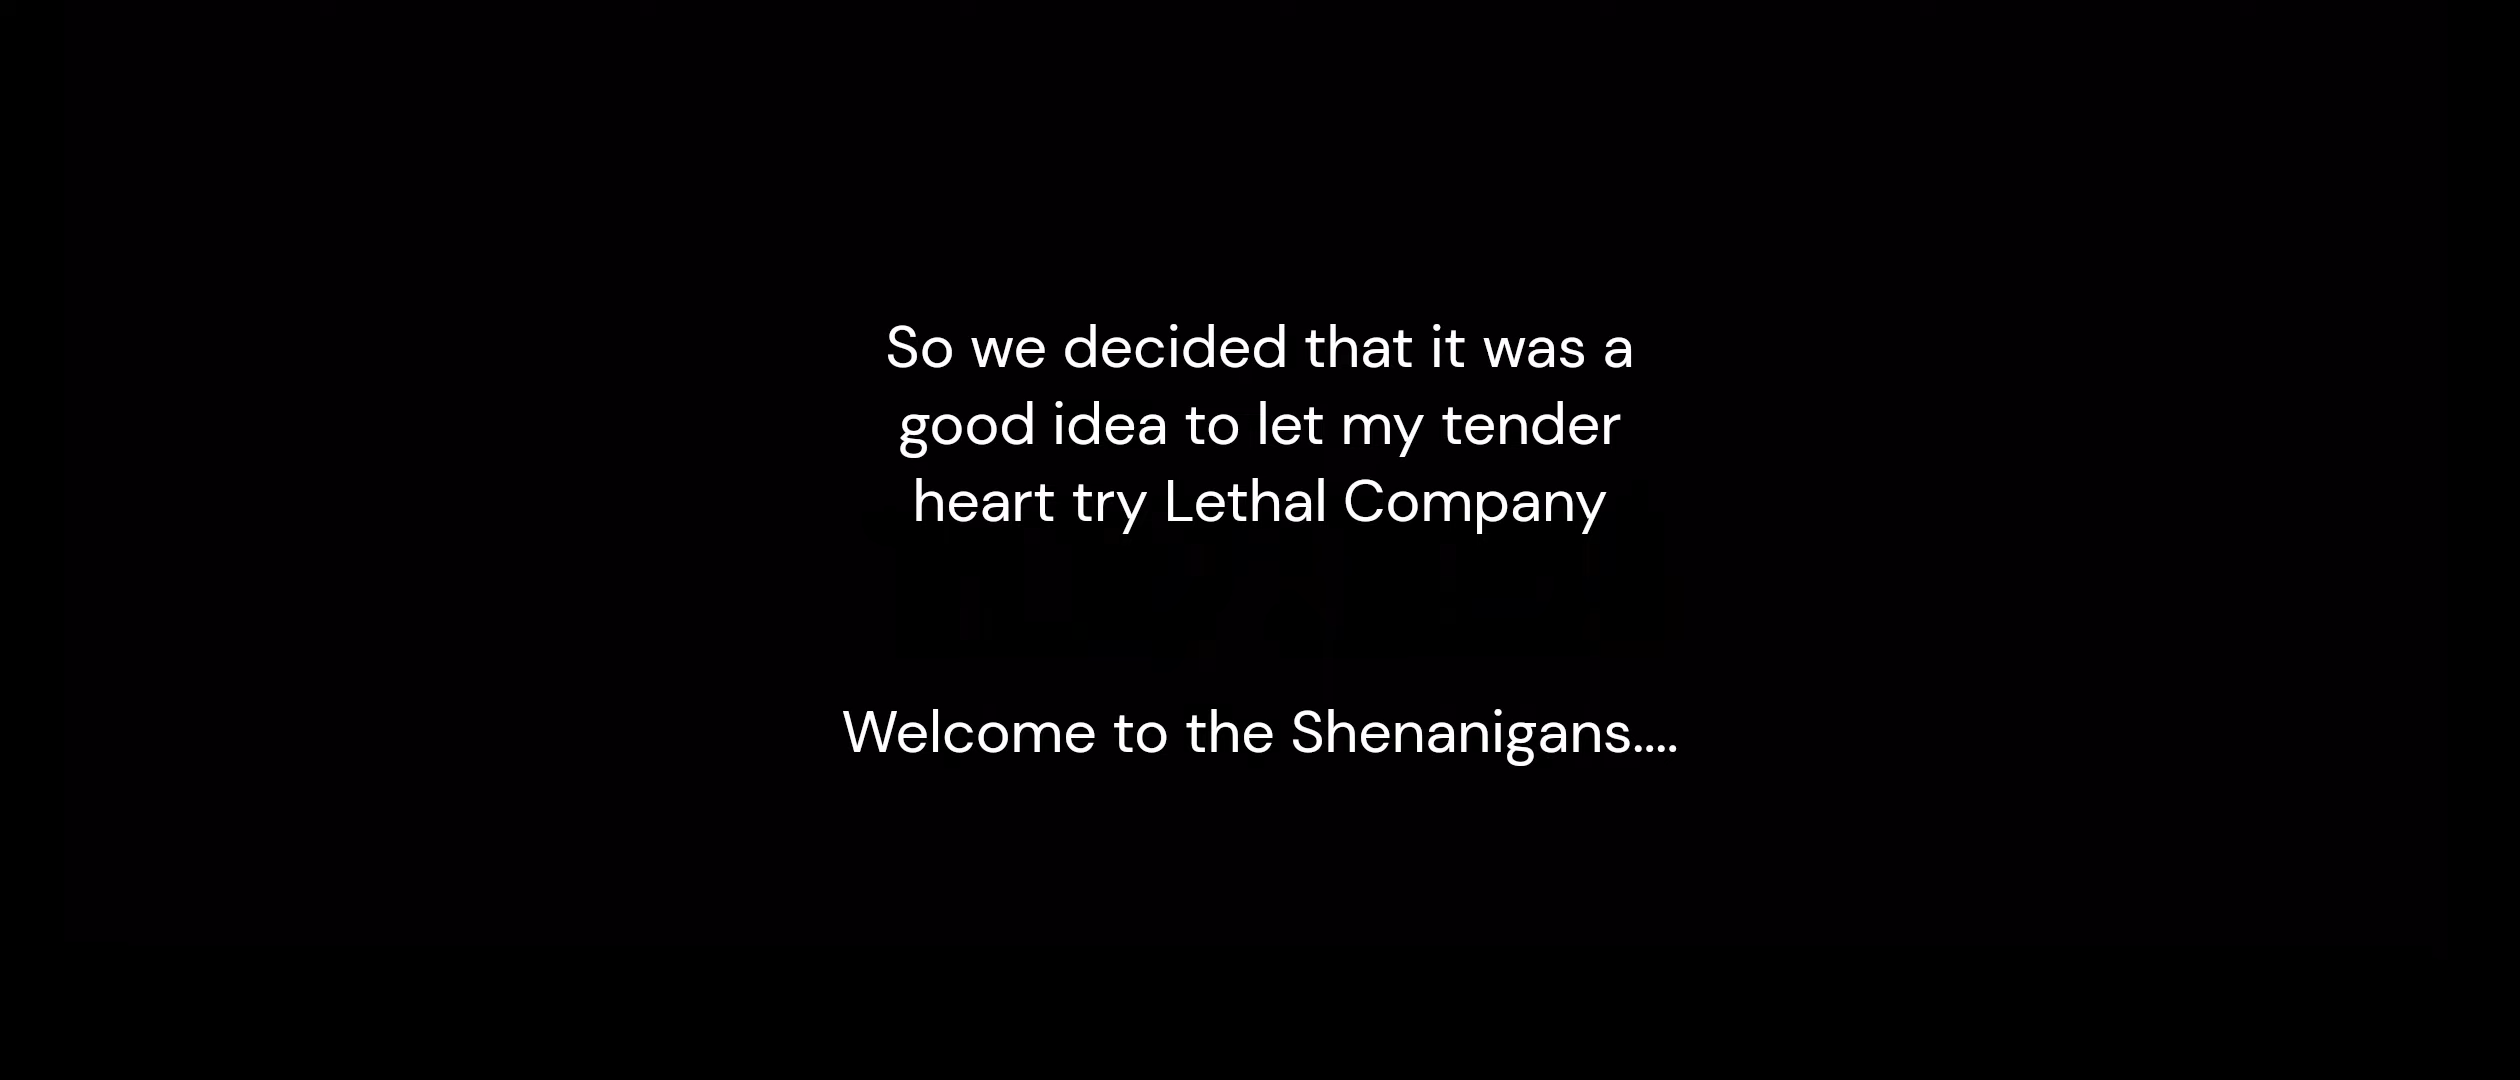 So we decided that it was a
good idea to let my tender
heart try Lethal Company
Welcome to the Shenanigans....